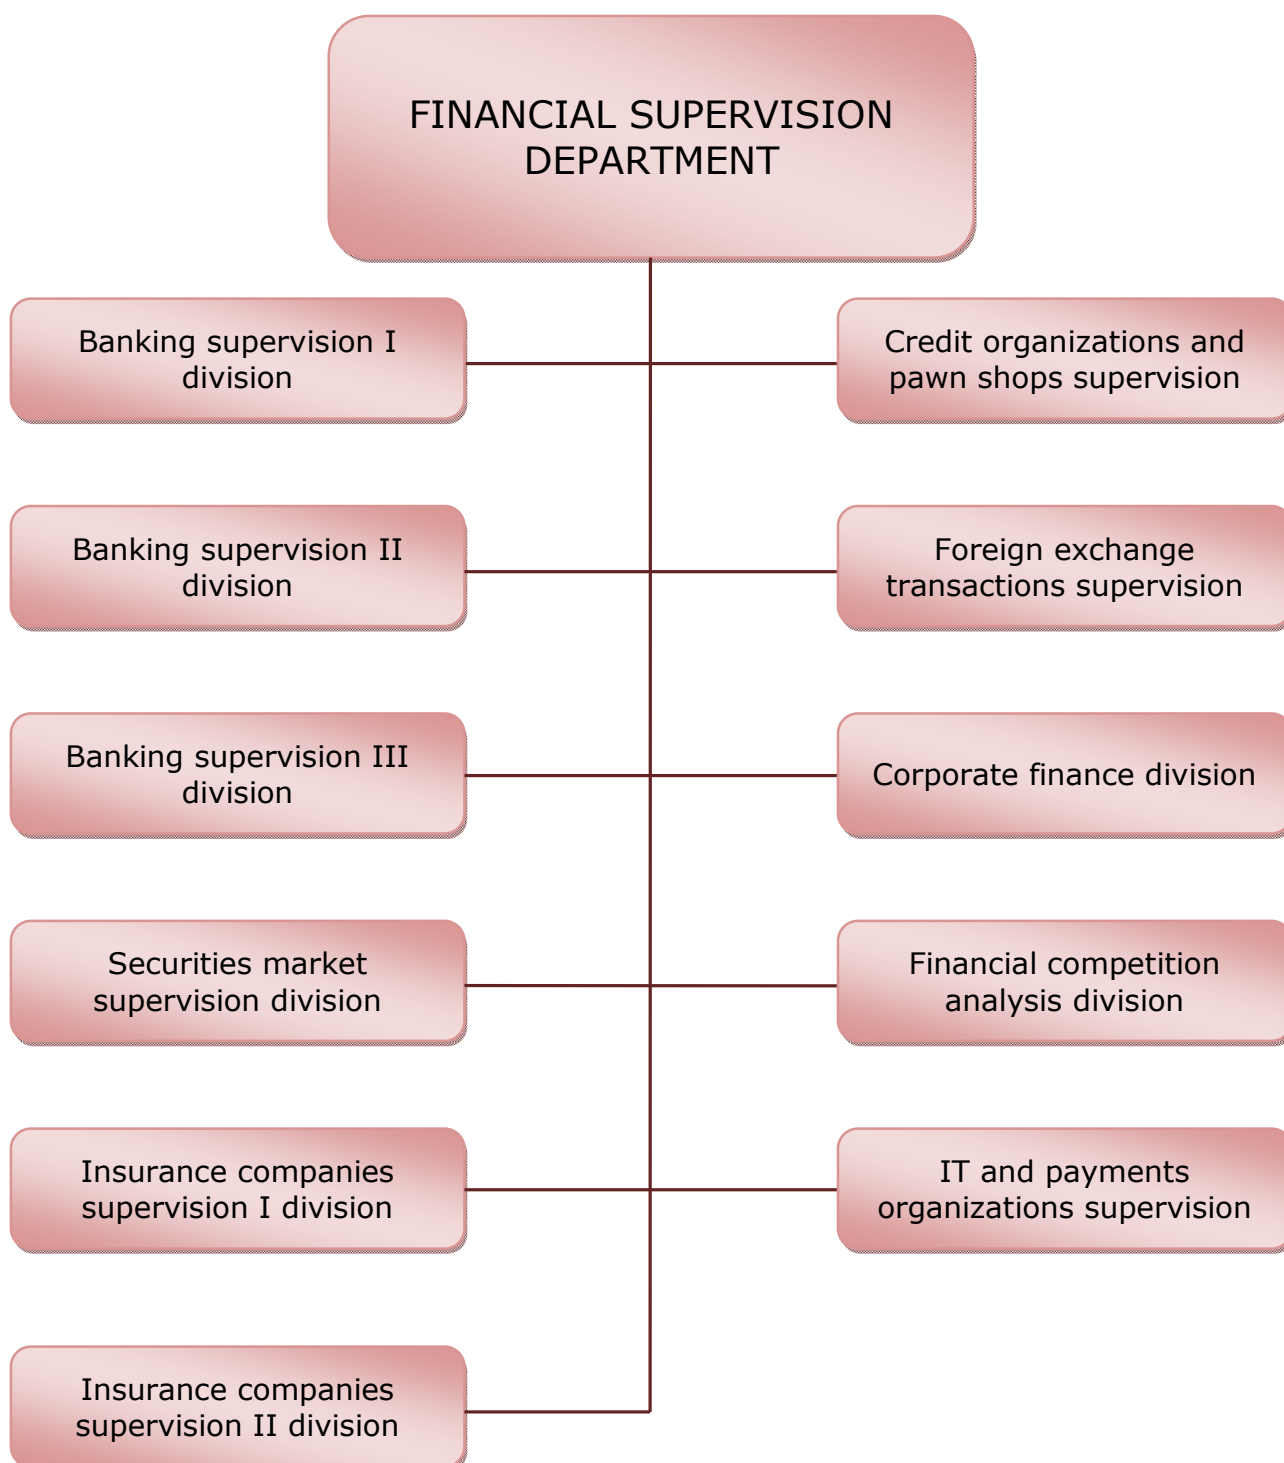 FINANCIAL SUPERVISION
DEPARTMENT
Banking supervision I
division
Credit organizations and
pawn shops supervision
Banking supervision II
division
Foreign exchange
transactions supervision
Banking supervision III
division
Corporate finance division
Securities market
supervision division
Financial competition
analysis division
Insurance companies
supervision I division
IT and payments
organizations supervision
Insurance companies
supervision II division